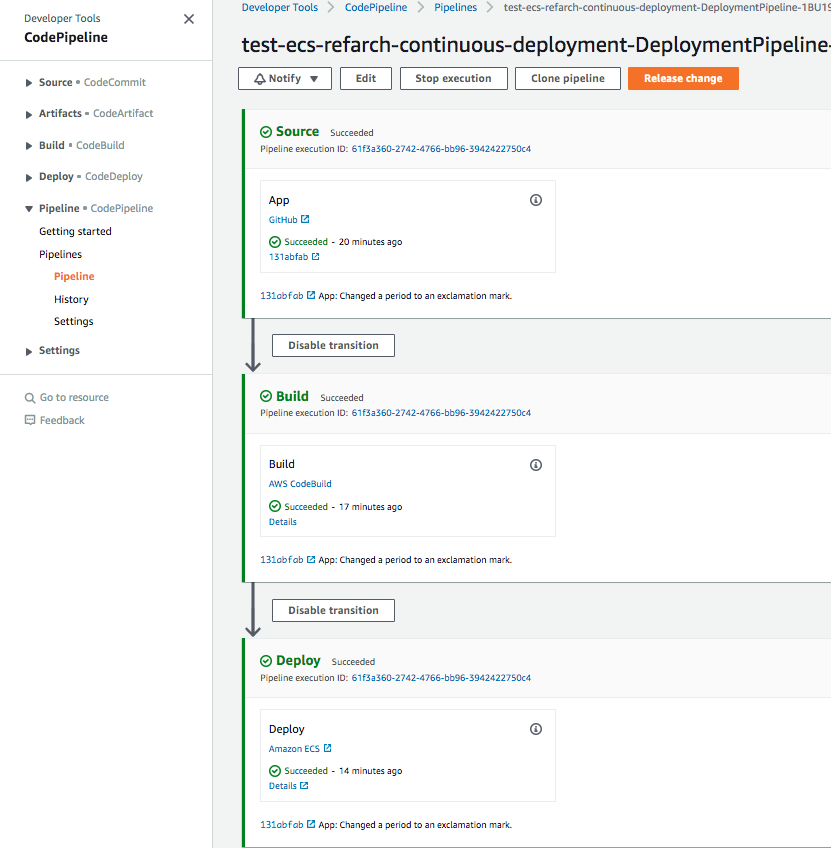 Developer Tools
CodePipeline
Source • CodeCommit
Artifacts • CodeArtifact
Build • CodeBuild
Deploy • CodeDeploy
Pipeline • CodePipeline
Getting started
Pipelines
Pipeline
History
Settings
Settings
Go to resource
Feedback
Developer Tools > CodePipeline > Pipelines > test-ecs-refarch-continuous-deployment-DeploymentPipeline-1BU19
test-ecs-refarch-continuous-deployment-DeploymentPipeline-
Notify Edit Stop execution Clone pipeline Release change
Source Succeeded
Pipeline execution ID: 61f3a360-2742-4766-bb96-3942422750c4
App
GitHub
Succeeded - 20 minutes ago
131abfab
131abfab App: Changed a period to an exclamation mark.
Disable transition
Build Succeeded
Pipeline execution ID: 61f3a360-2742-4766-bb96-3942422750c4
Build
AWS CodeBuild
Succeeded - 17 minutes ago
Details
131abfab App: Changed a period to an exclamation mark.
Disable transition
Deploy Succeeded
Pipeline execution ID: 61f3a360-2742-4766-bb96-3942422750c4
Deploy
Amazon ECS
Succeeded - 14 minutes ago
Details
131abfab App: Changed a period to an exclamation mark.